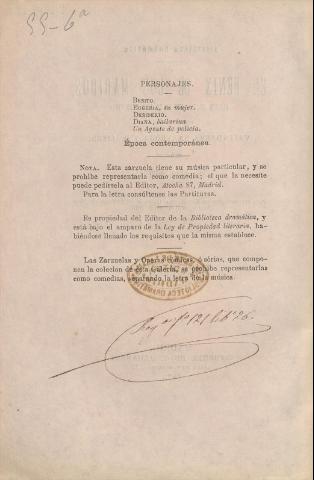 55-6ª
PERSONAJES.
BENITO.
EUGENIA, su mujer.
DESIDERIO.
DIANA, bailarina
Un Agente de policía.
Época contemporánea.
NOTA. Esta zarzuela tiene su música particular, y se
prohibe representarla como comedia; el que la necesite
puede pedírsela al Editor, Atocha 87, Madrid.
Para la letra consúltense las Partituras.
Es propiedad del Editor de la Biblioteca dramática, y
está bajo el amparo de la Ley de Propiedad literaria, ha-
biéndose llenado los requisitos que la misma establece.
Las Zarzuelas y Operas cómicas, ó sérias, que compo-
nen la coleccion de esta Galería, se prohibe representarlas
como comedias, separando la letra de la música